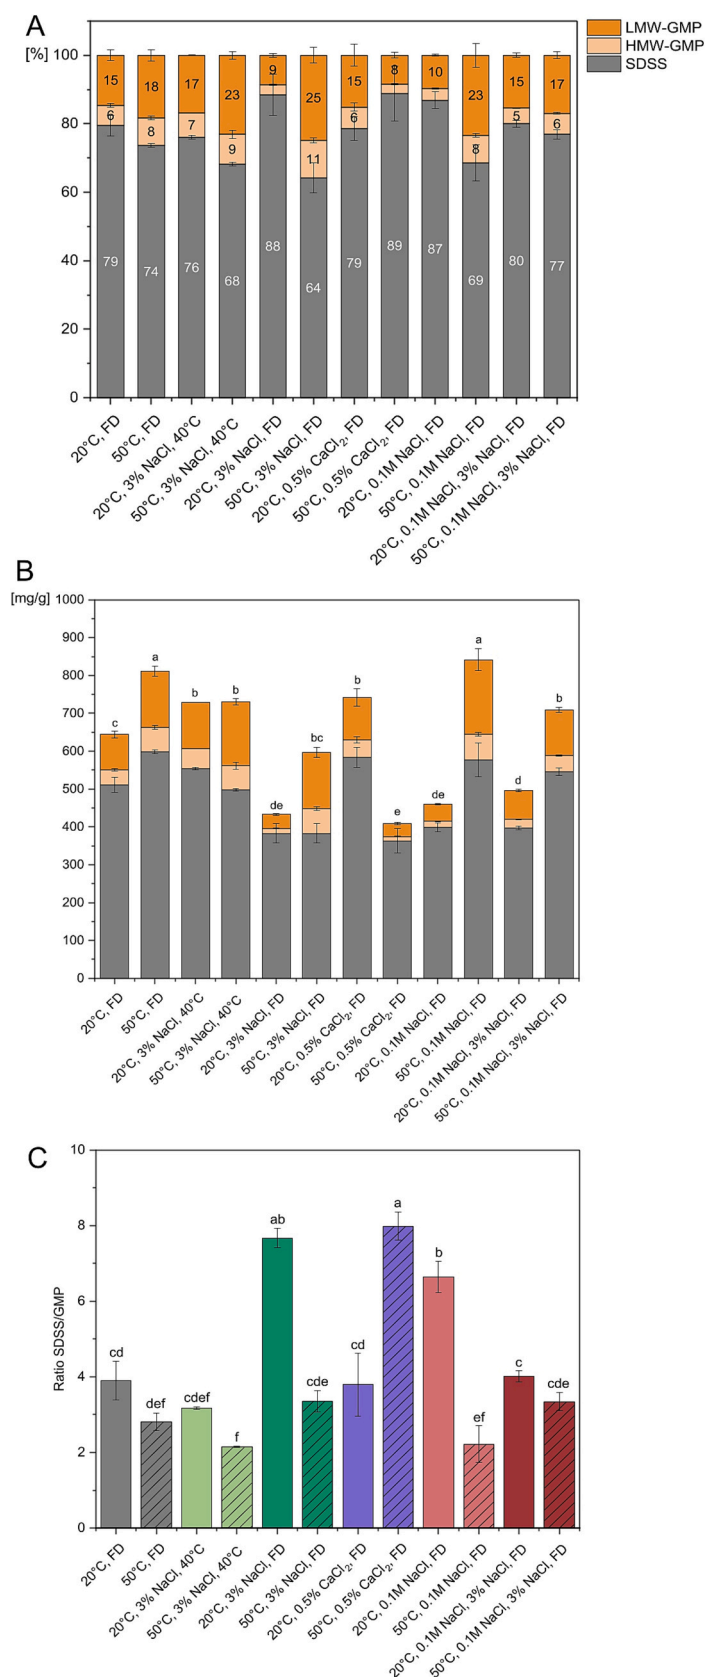 A
[%]
LMW-GMP
HMW-GMP
SDSS
100
80
60
40
20
0
15 18 17 23 9 25 15 8 10 23 15 17
6 8 7 9 11 6 8 5 6
79 74 76 68 88 64 79 89 87 69 80 77
20°C, FD
50°C, FD
20°C, 3% NaCl, 40°C
50°C, 3% NaCl, 40°C
20°C, 3% NaCl, FD
50°C, 3% NaCl, FD
20°C, 0.5% CaCl₂, FD
50°C, 0.5% CaCl₂, FD
20°C, 0.1M NaCl, FD
50°C, 0.1M NaCl, FD
20°C, 0.1M NaCl, 3% NaCl, FD
50°C, 0.1M NaCl, 3% NaCl, FD
B
[mg/g]
1000
900
800
700
600
500
400
300
200
100
0
c a b b de bc b e de a d b
20°C, FD
50°C, FD
20°C, 3% NaCl, 40°C
50°C, 3% NaCl, 40°C
20°C, 3% NaCl, FD
50°C, 3% NaCl, FD
20°C, 0.5% CaCl₂, FD
50°C, 0.5% CaCl₂, FD
20°C, 0.1M NaCl, FD
50°C, 0.1M NaCl, FD
20°C, 0.1M NaCl, 3% NaCl, FD
50°C, 0.1M NaCl, 3% NaCl, FD
C
Ratio SDSS/GMP
10
8
6
4
2
0
cd def cdef f ab cde cd a b ef c cde
20°C, FD
50°C, FD
20°C, 3% NaCl, 40°C
50°C, 3% NaCl, 40°C
20°C, 3% NaCl, FD
50°C, 3% NaCl, FD
20°C, 0.5% CaCl₂, FD
50°C, 0.5% CaCl₂, FD
20°C, 0.1M NaCl, FD
50°C, 0.1M NaCl, FD
20°C, 0.1M NaCl, 3% NaCl, FD
50°C, 0.1M NaCl, 3% NaCl, FD